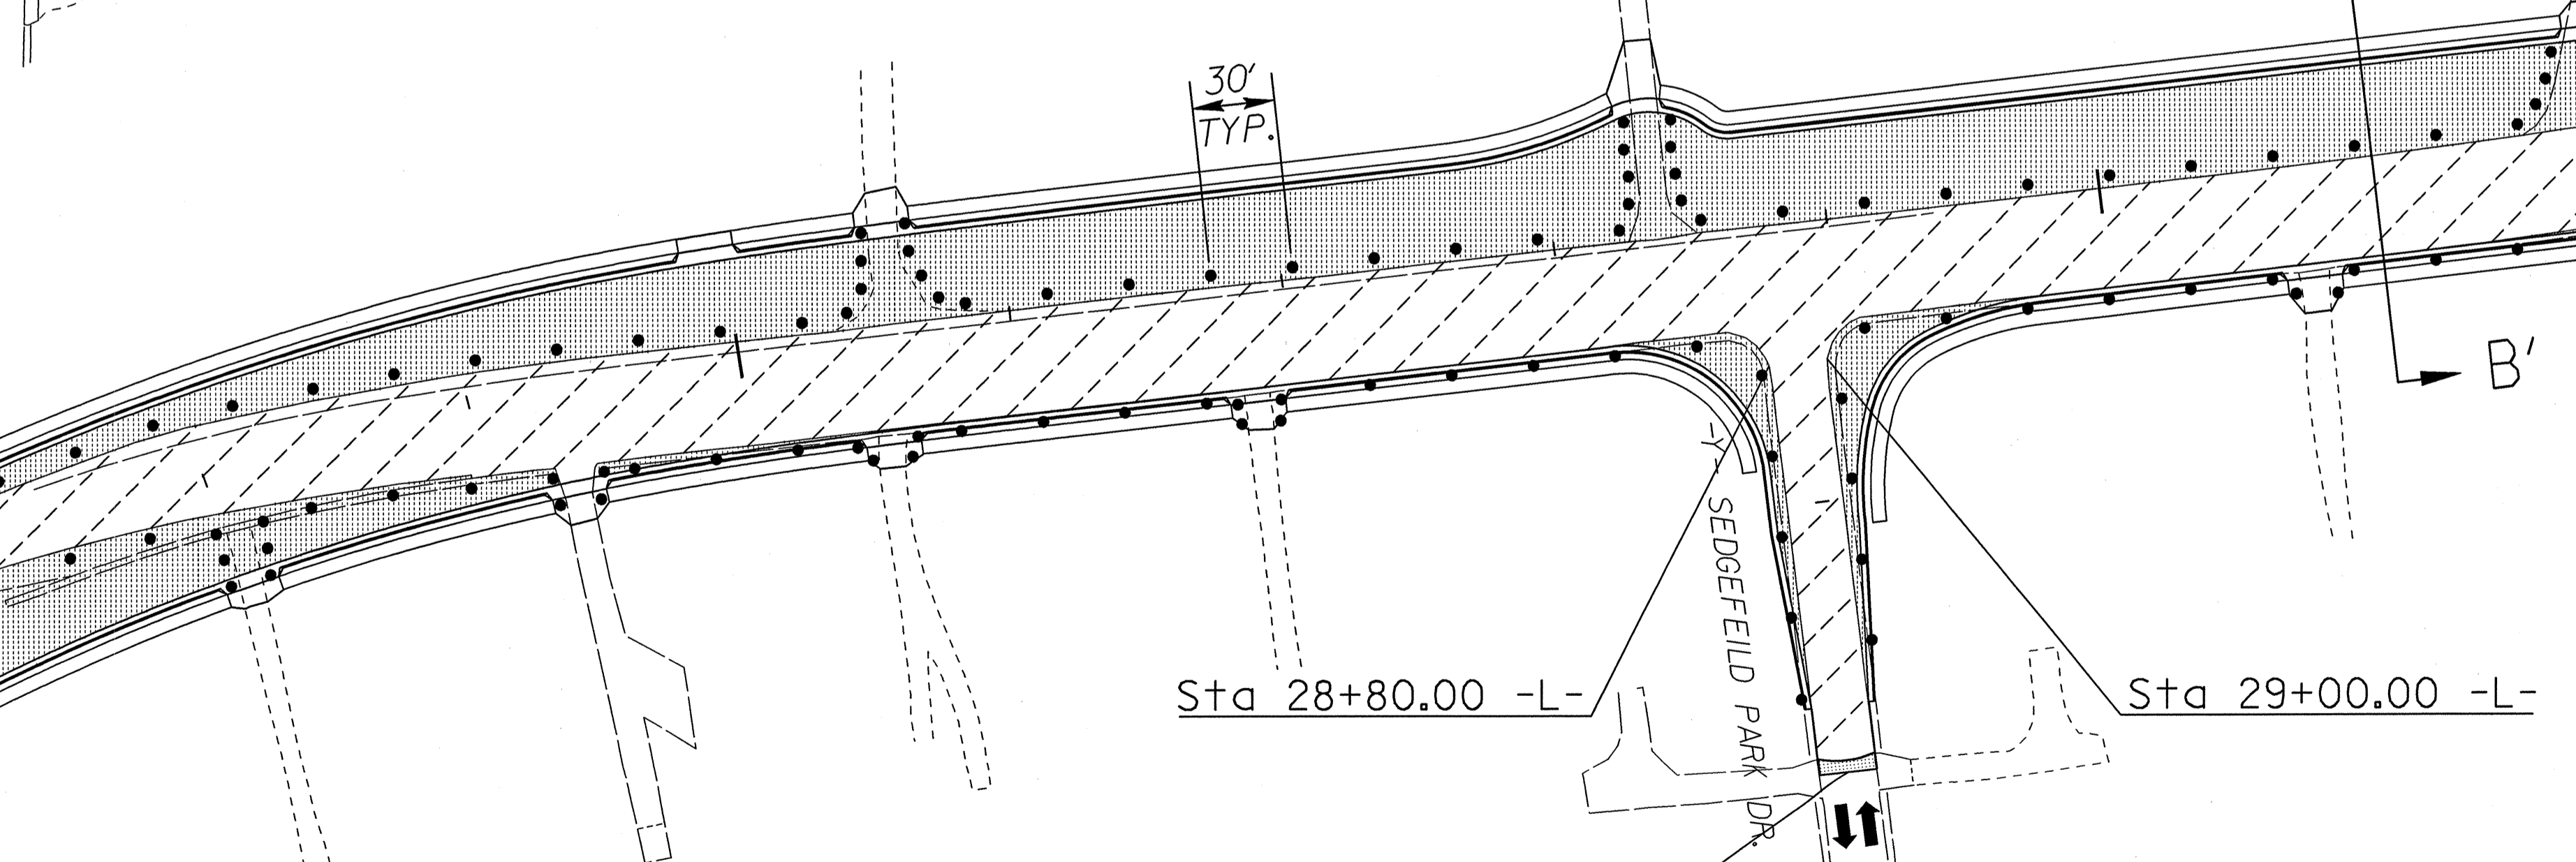 30'
TYP.
B'
-Y-
SEDGEFEILD PARK DR.
Sta 28+80.00 -L-
Sta 29+00.00 -L-